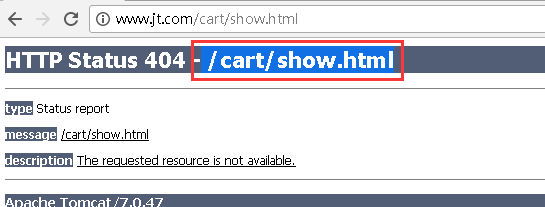 www.jt.com/cart/show.html
HTTP Status 404 - /cart/show.html
type Status report
message /cart/show.html
description The requested resource is not available.
Apache Tomcat/7.0.47